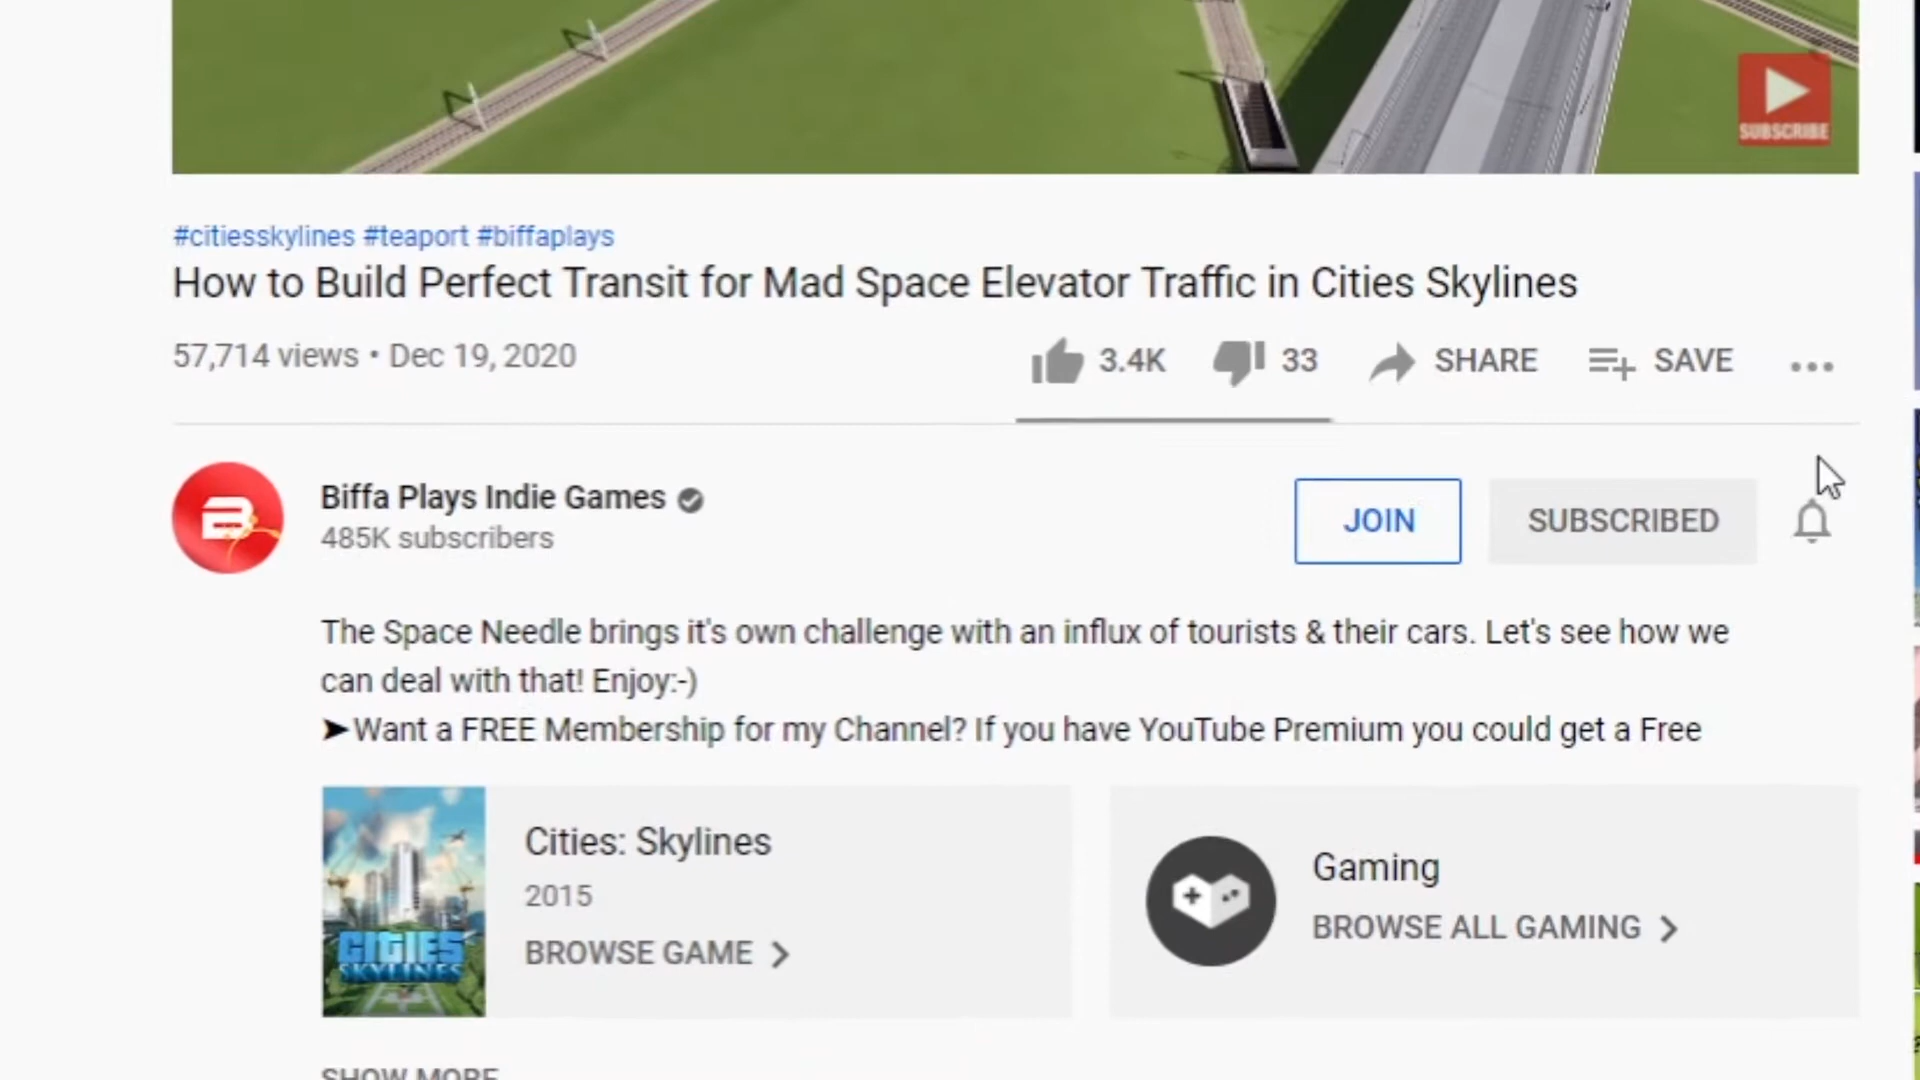 SUBSCRIBE
#citiesskylines #teaport #biffaplays
How to Build Perfect Transit for Mad Space Elevator Traffic in Cities Skylines
57,714 views • Dec 19, 2020
3.4K 33 SHARE SAVE
Biffa Plays Indie Games
485K subscribers
JOIN SUBSCRIBED
The Space Needle brings it's own challenge with an influx of tourists & their cars. Let's see how we
can deal with that! Enjoy:-)
➤Want a FREE Membership for my Channel? If you have YouTube Premium you could get a Free
CITIES
SKYLINES
Cities: Skylines
2015
BROWSE GAME
Gaming
BROWSE ALL GAMING
SHOW MORE